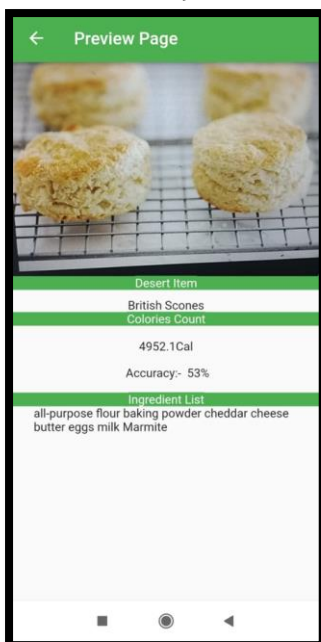 Preview Page
Desert Item
British Scones
Colories Count
4952.1Cal
Accuracy:- 53%
Ingredient List
all-purpose flour baking powder cheddar cheese
butter eggs milk Marmite